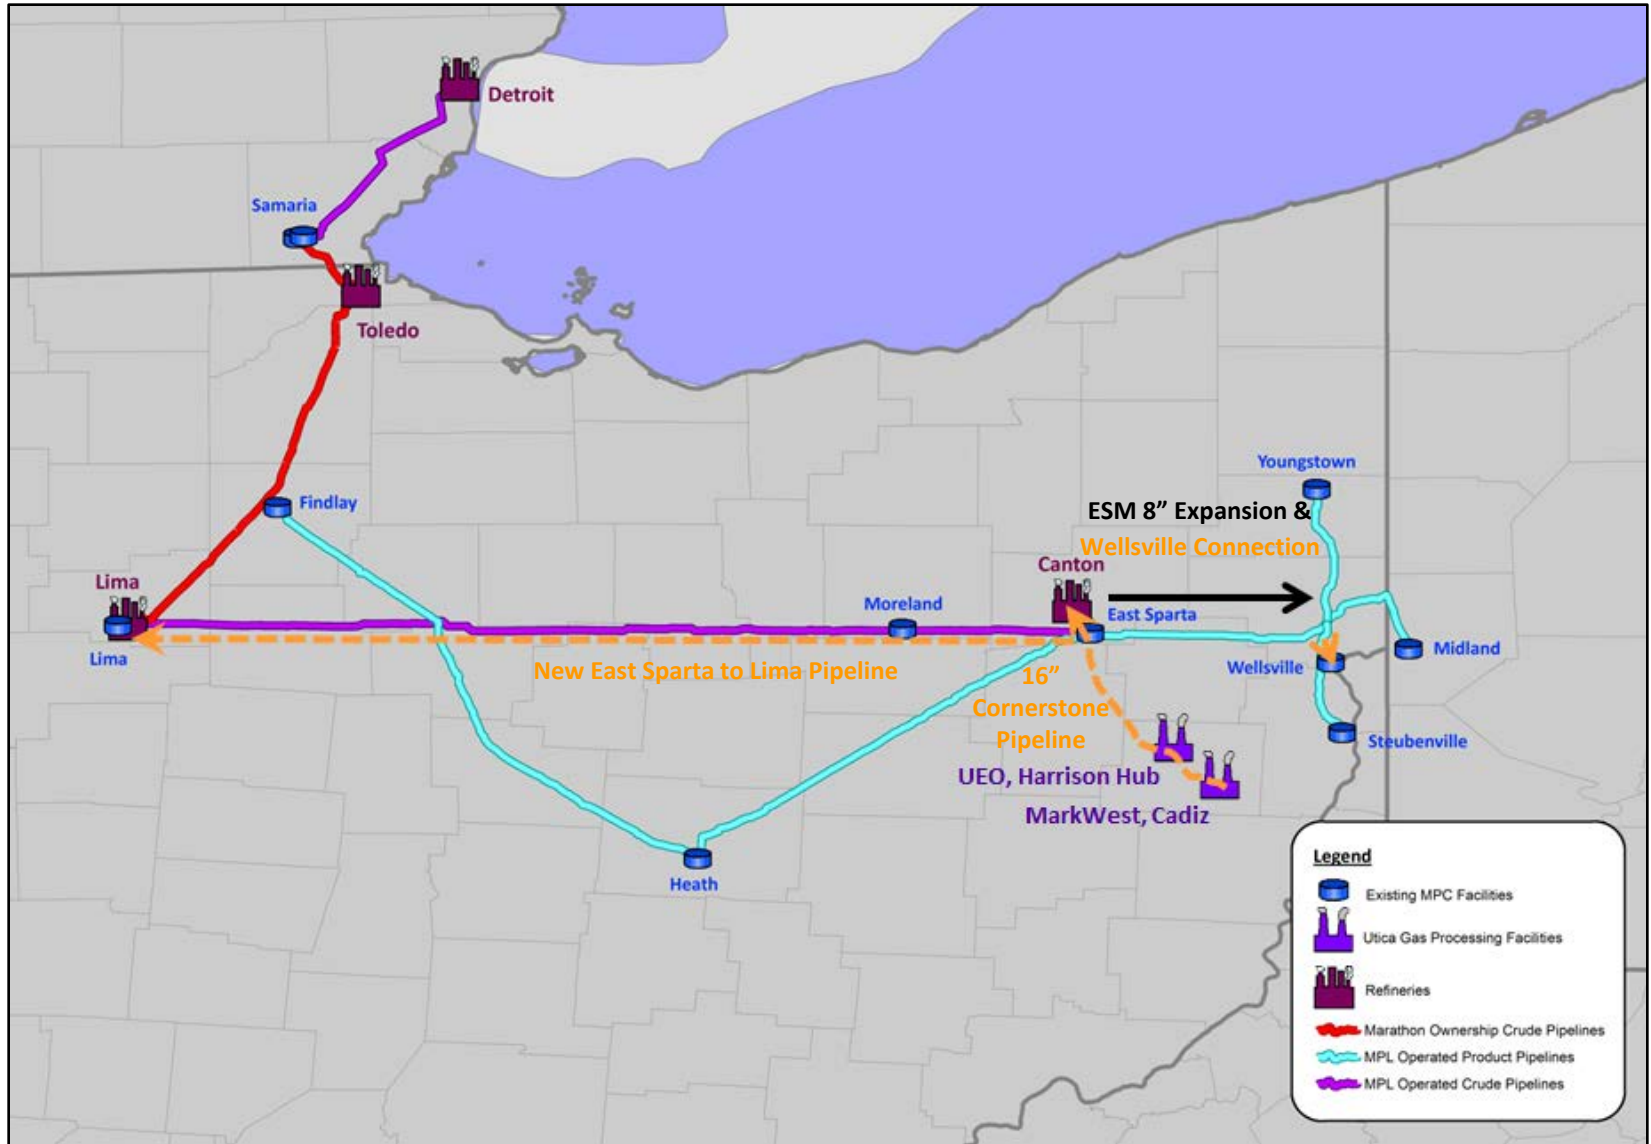 Detroit
Samaria
Toledo
Youngstown
Findlay
ESM 8” Expansion &
Wellsville Connection
Canton
Lima
Moreland
East Sparta
Lima
Midland
Wellsville
New East Sparta to Lima Pipeline
16”
Cornerstone
Pipeline
Steubenville
UEO, Harrison Hub
MarkWest, Cadiz
Heath
Legend
Existing MPC Facilities
Utica Gas Processing Facilities
Refineries
Marathon Ownership Crude Pipelines
MPL Operated Product Pipelines
MPL Operated Crude Pipelines